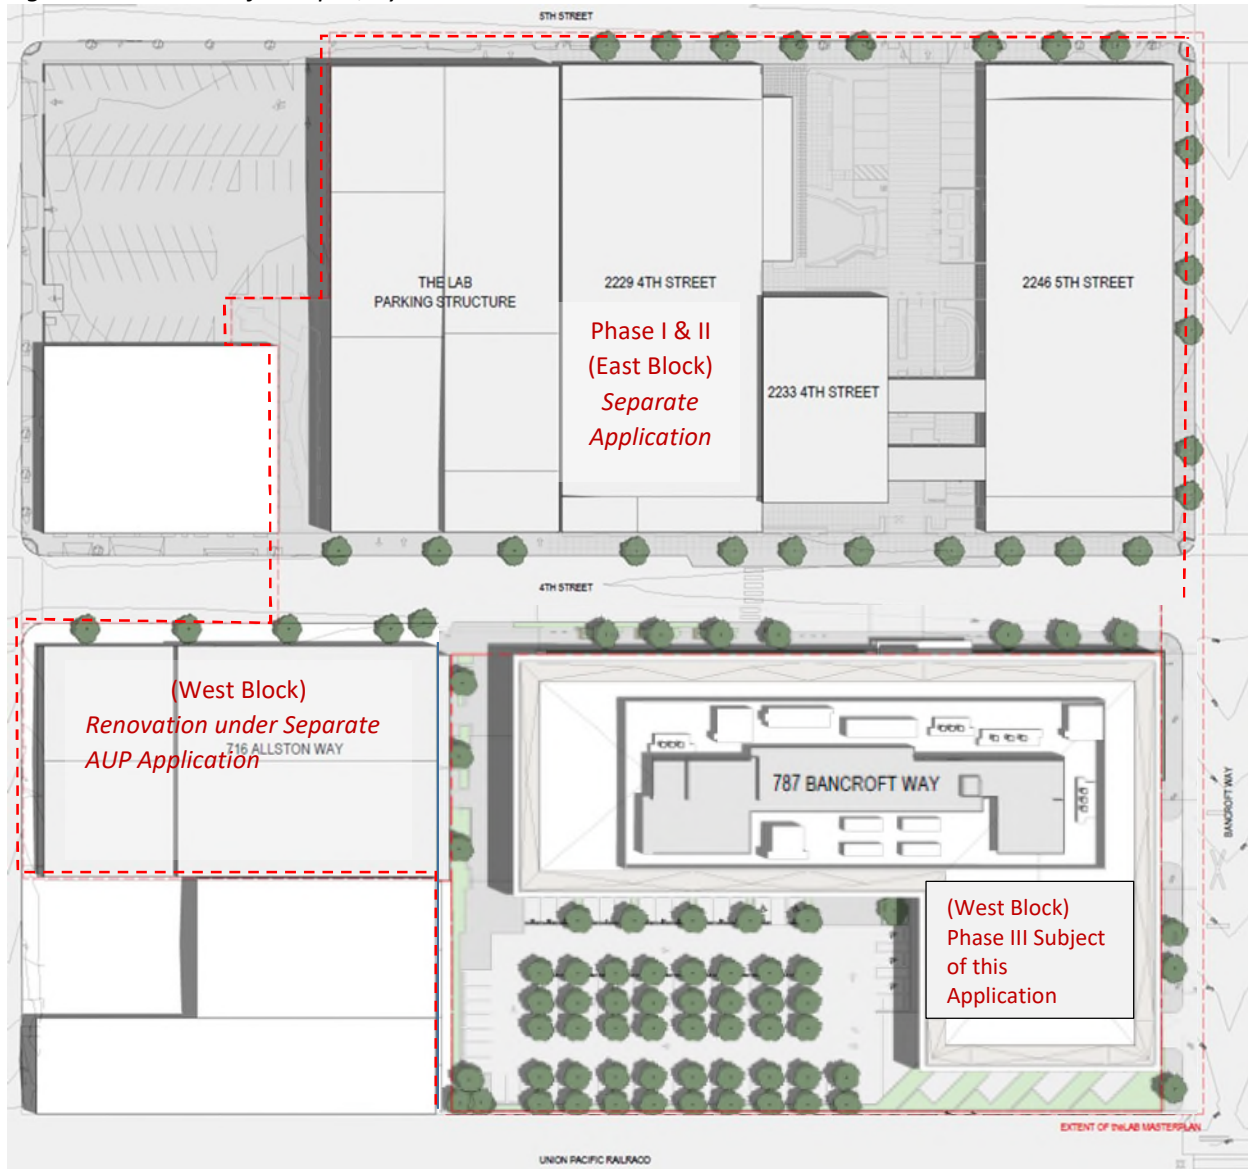 5TH STREET
THE LAB
PARKING STRUCTURE
2229 4TH STREET
2246 5TH STREET
Phase I & II
(East Block)
Separate
Application
2233 4TH STREET
4TH STREET
(West Block)
Renovation under Separate
716 ALLSTON WAY
AUP Application
787 BANCROFT WAY
BANCROFT WAY
(West Block)
Phase III Subject
of this
Application
EXTENT OF theLAB MASTERPLAN
UNION PACIFIC RAILRACO